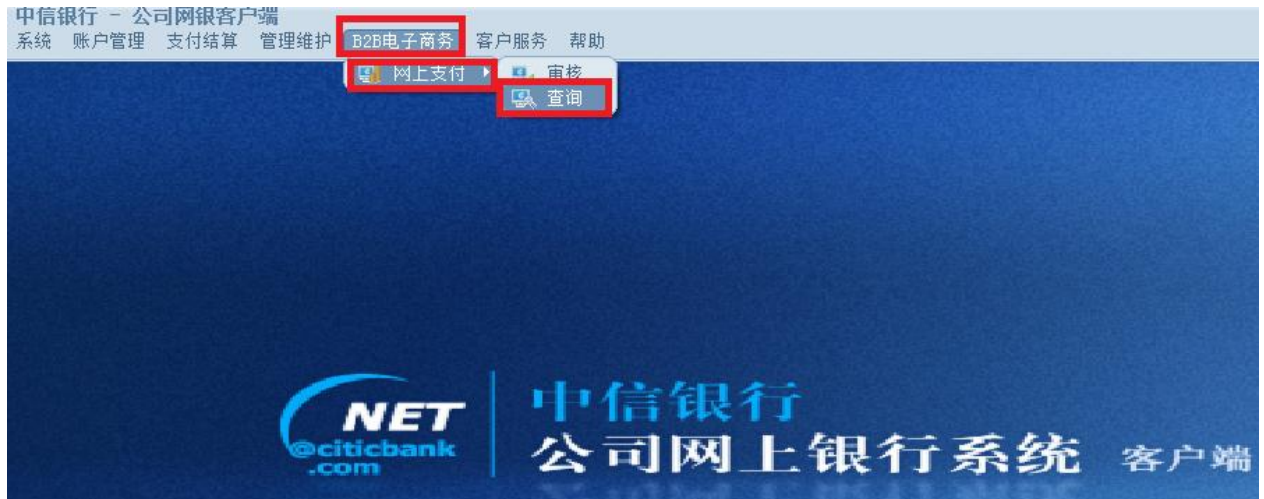 中信银行 - 公司网银客户端
系统 账户管理 支付结算 管理维护 B2B电子商务 客户服务 帮助
网上支付 审核
查询
NET
@citicbank
.com
中信银行
公司网上银行系统 客户端